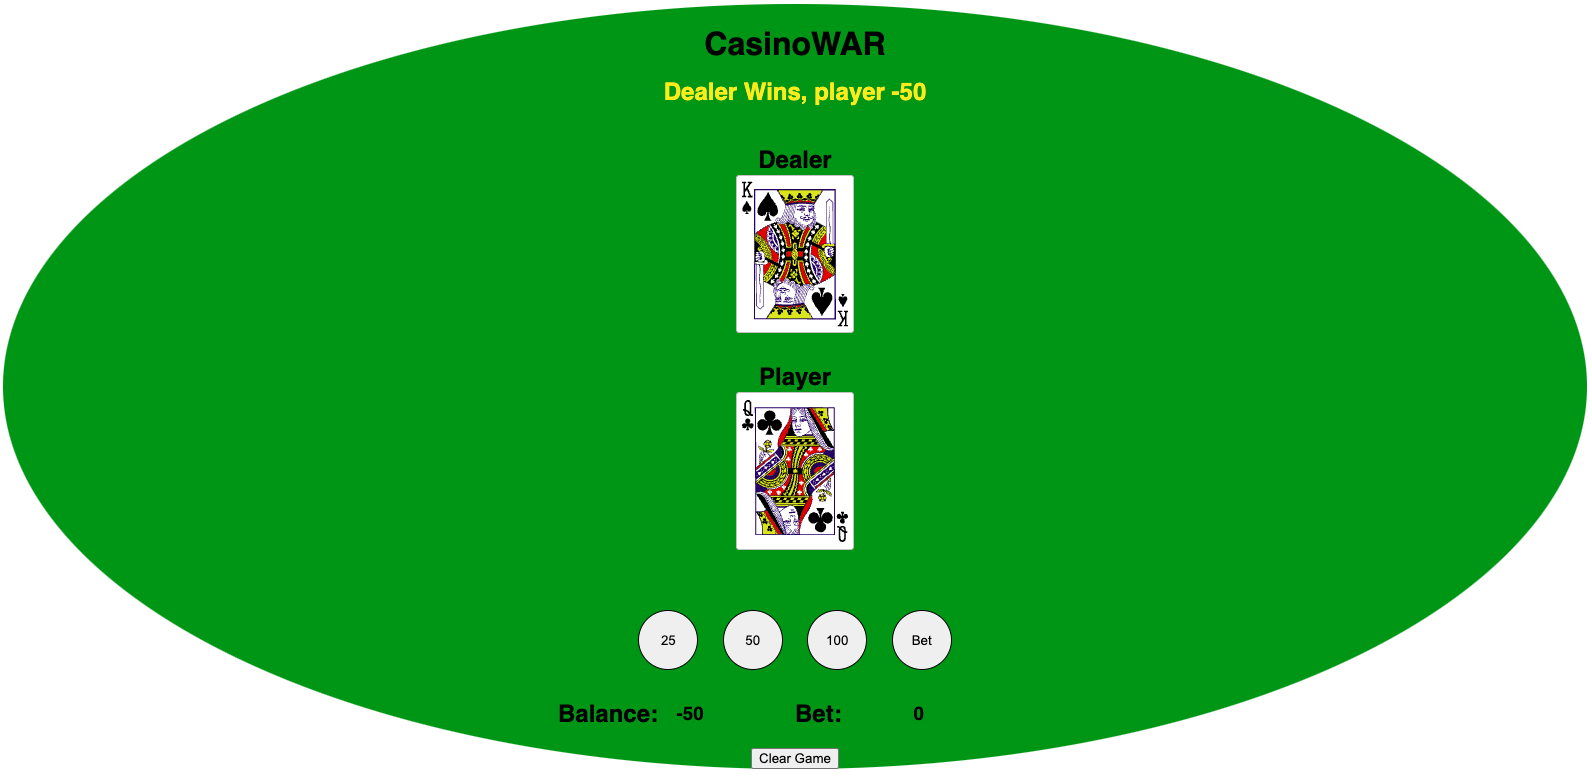 CasinoWAR
Dealer Wins, player -50
Dealer
K
K
Player
Q
Q
25 50 100 Bet
Balance: -50 Bet: 0
Clear Game